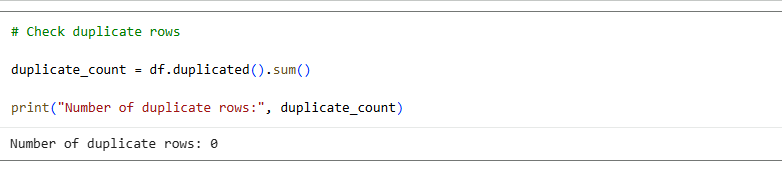 # Check duplicate rows
duplicate_count = df.duplicated().sum()
print("Number of duplicate rows:", duplicate_count)
Number of duplicate rows: 0